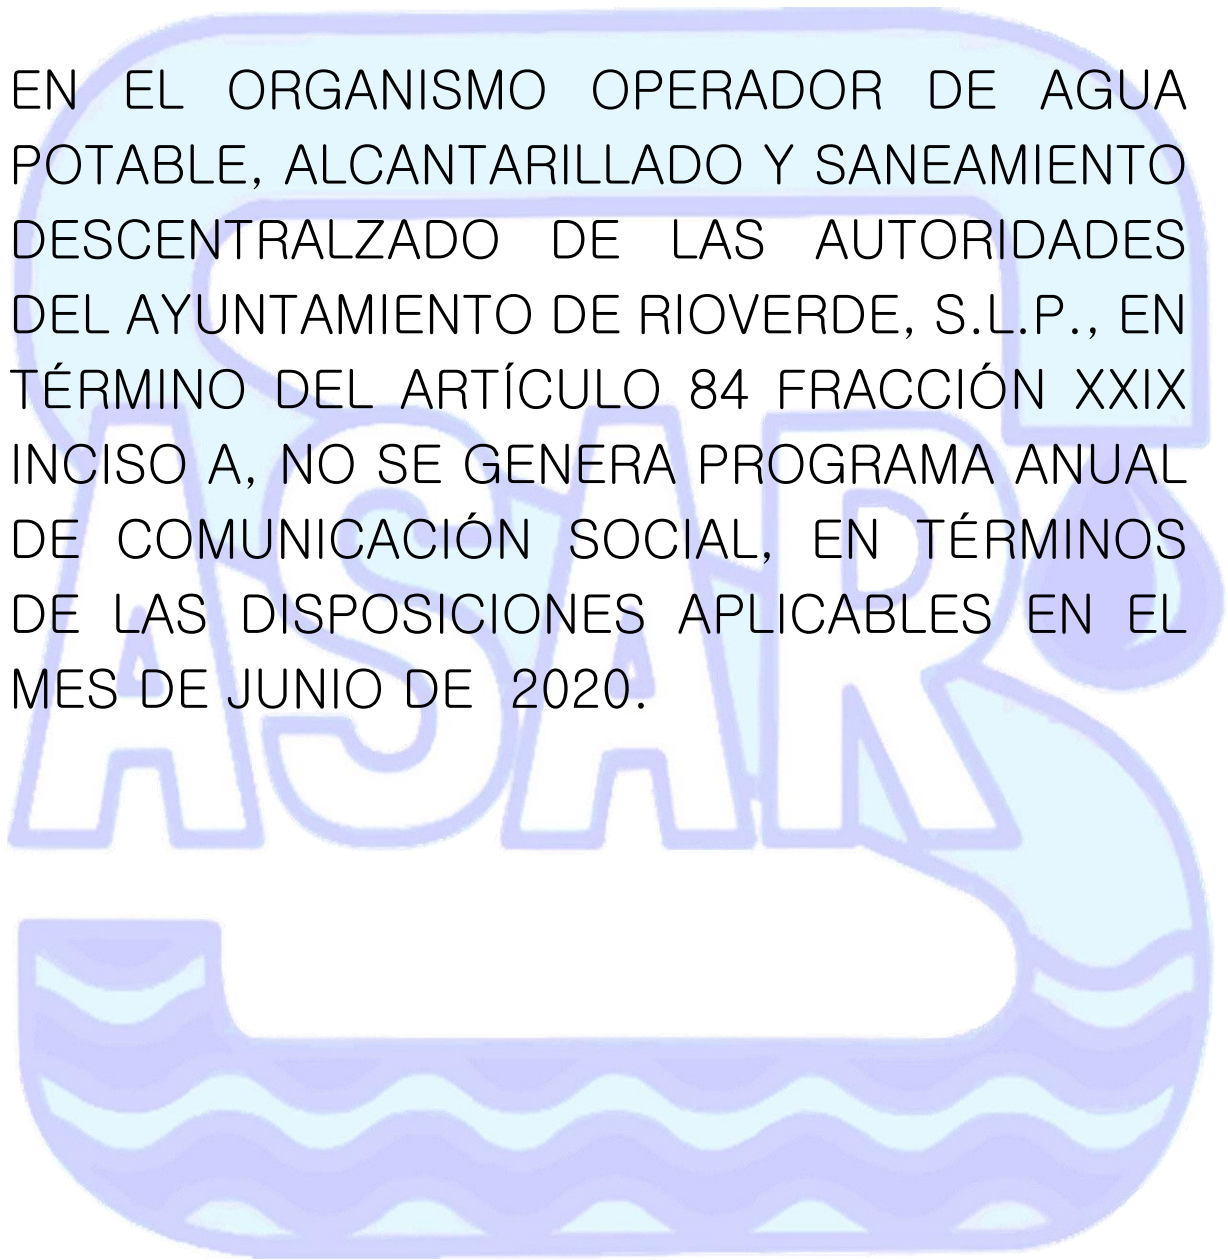 EN EL ORGANISMO OPERADOR DE AGUA
POTABLE, ALCANTARILLADO Y SANEAMIENTO
DESCENTRALZADO DE LAS AUTORIDADES
DEL AYUNTAMIENTO DE RIOVERDE, S.L.P., EN
TÉRMINO DEL ARTÍCULO 84 FRACCIÓN XXIX
INCISO A, NO SE GENERA PROGRAMA ANUAL
DE COMUNICACIÓN SOCIAL, EN TÉRMINOS
DE LAS DISPOSICIONES APLICABLES EN EL
MES DE JUNIO DE 2020.
ASAR